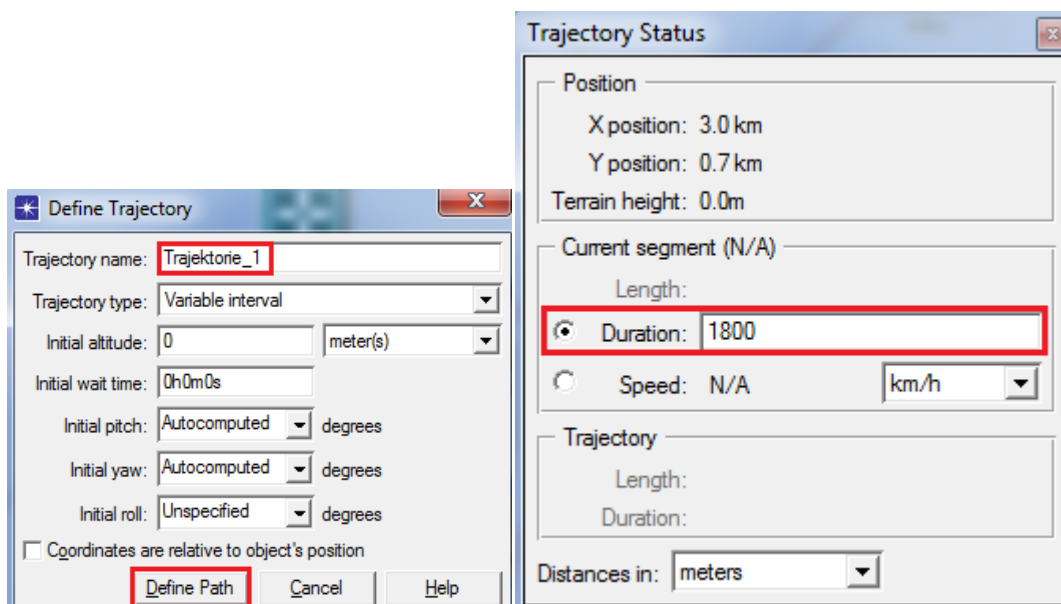 Define Trajectory
X
Trajectory name: Trajektorie_1
Trajectory type: Variable interval
Initial altitude: 0 meter(s)
Initial wait time: 0h0m0s
Initial pitch: Autocomputed degrees
Initial yaw: Autocomputed degrees
Initial roll: Unspecified degrees
Coordinates are relative to object's position
Define Path Cancel Help
Trajectory Status
x
Position
X position: 3.0 km
Y position: 0.7 km
Terrain height: 0.0m
Current segment (N/A)
Length:
Duration: 1800
Speed: N/A km/h
Trajectory
Length:
Duration:
Distances in: meters